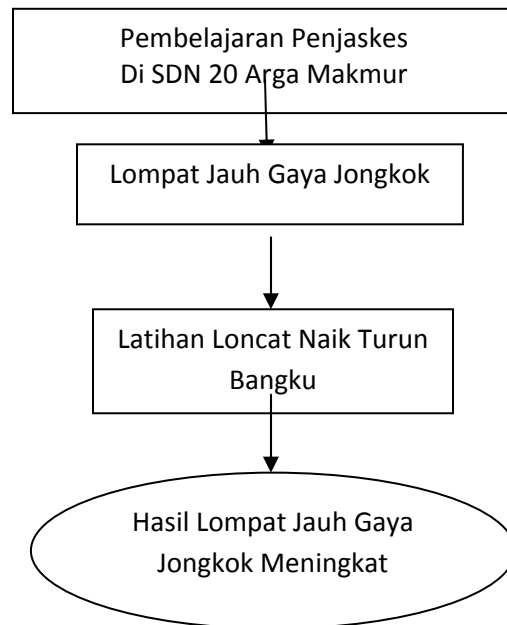 Pembelajaran Penjaskes
Di SDN 20 Arga Makmur
Lompat Jauh Gaya Jongkok
Latihan Loncat Naik Turun
Bangku
Hasil Lompat Jauh Gaya
Jongkok Meningkat